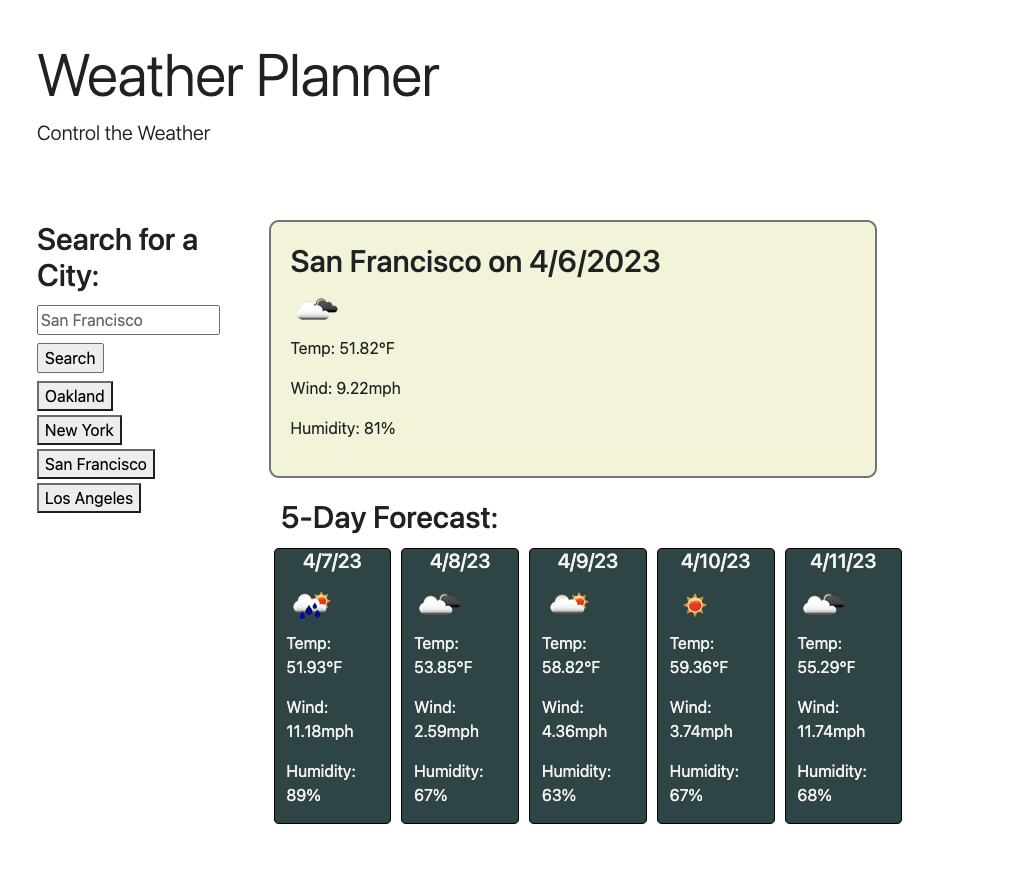 Weather Planner
Control the Weather
Search for a
City:
San Francisco
Search
Oakland
New York
San Francisco
Los Angeles
San Francisco on 4/6/2023
Temp: 51.82°F
Wind: 9.22mph
Humidity: 81%
5-Day Forecast:
4/7/23
Temp:
51.93°F
Wind:
11.18mph
Humidity:
89%
4/8/23
Temp:
53.85°F
Wind:
2.59mph
Humidity:
67%
4/9/23
Temp:
58.82°F
Wind:
4.36mph
Humidity:
63%
4/10/23
Temp:
59.36°F
Wind:
3.74mph
Humidity:
67%
4/11/23
Temp:
55.29°F
Wind:
11.74mph
Humidity:
68%